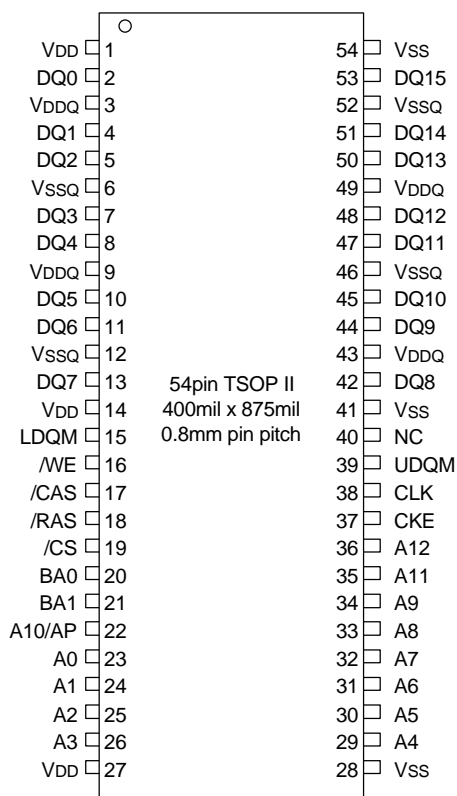 VDD 1 54 VSS
DQ0 2 53 DQ15
VDDQ 3 52 VSSQ
DQ1 4 51 DQ14
DQ2 5 50 DQ13
VSSQ 6 49 VDDQ
DQ3 7 48 DQ12
DQ4 8 47 DQ11
VDDQ 9 46 VSSQ
DQ5 10 45 DQ10
DQ6 11 44 DQ9
VSSQ 12 43 VDDQ
DQ7 13 54pin TSOP II 42 DQ8
VDD 14 400mil x 875mil 41 VSS
LDQM 15 0.8mm pin pitch 40 NC
/WE 16 39 UDQM
/CAS 17 38 CLK
/RAS 18 37 CKE
/CS 19 36 A12
BA0 20 35 A11
BA1 21 34 A9
A10/AP 22 33 A8
A0 23 32 A7
A1 24 31 A6
A2 25 30 A5
A3 26 29 A4
VDD 27 28 VSS